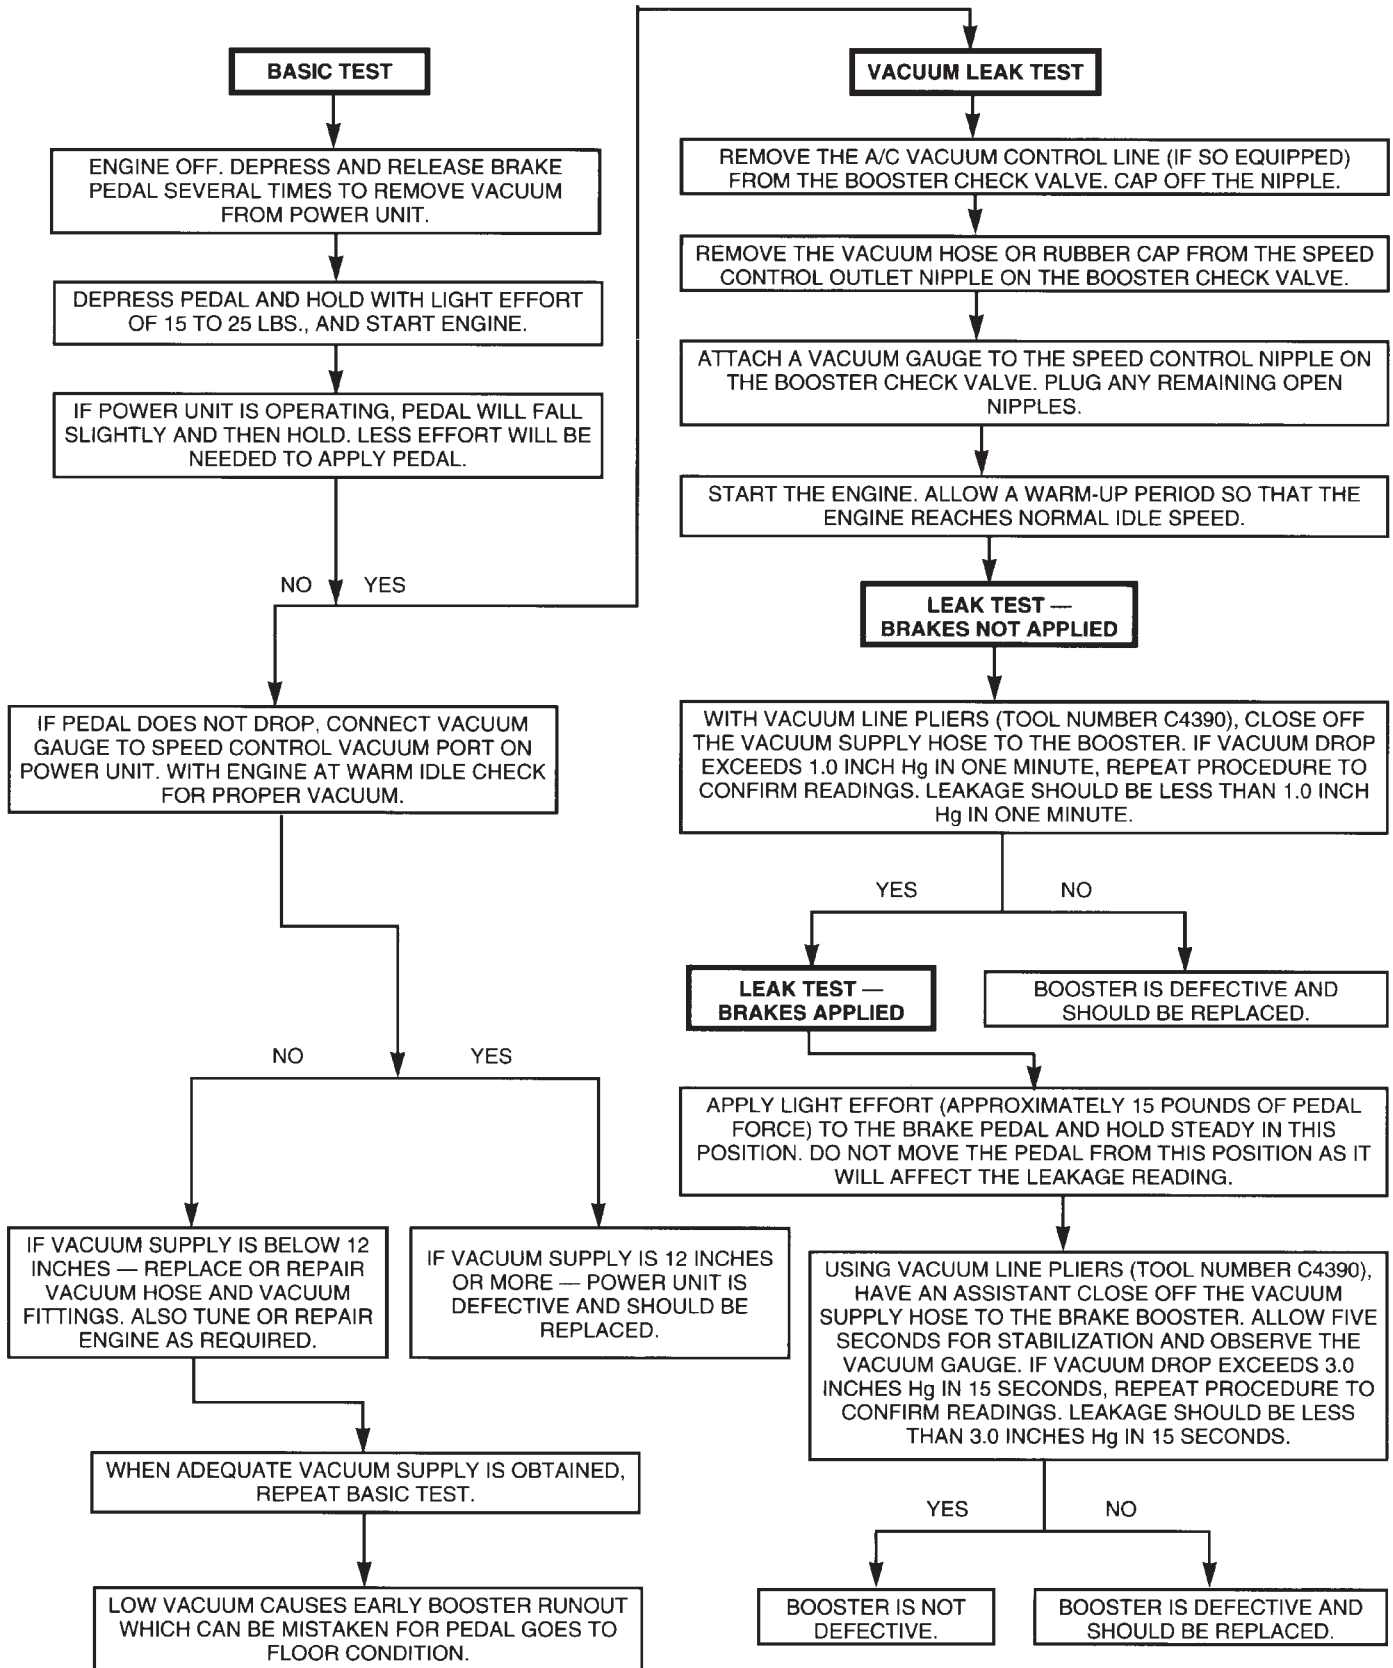 BASIC TEST
ENGINE OFF. DEPRESS AND RELEASE BRAKE
PEDAL SEVERAL TIMES TO REMOVE VACUUM
FROM POWER UNIT.
DEPRESS PEDAL AND HOLD WITH LIGHT EFFORT
OF 15 TO 25 LBS., AND START ENGINE.
IF POWER UNIT IS OPERATING, PEDAL WILL FALL
SLIGHTLY AND THEN HOLD. LESS EFFORT WILL BE
NEEDED TO APPLY PEDAL.
NO YES
IF PEDAL DOES NOT DROP, CONNECT VACUUM
GAUGE TO SPEED CONTROL VACUUM PORT ON
POWER UNIT. WITH ENGINE AT WARM IDLE CHECK
FOR PROPER VACUUM.
NO YES
IF VACUUM SUPPLY IS BELOW 12
INCHES — REPLACE OR REPAIR
VACUUM HOSE AND VACUUM
FITTINGS. ALSO TUNE OR REPAIR
ENGINE AS REQUIRED.
IF VACUUM SUPPLY IS 12 INCHES
OR MORE — POWER UNIT IS
DEFECTIVE AND SHOULD BE
REPLACED.
WHEN ADEQUATE VACUUM SUPPLY IS OBTAINED,
REPEAT BASIC TEST.
LOW VACUUM CAUSES EARLY BOOSTER RUNOUT
WHICH CAN BE MISTAKEN FOR PEDAL GOES TO
FLOOR CONDITION.
VACUUM LEAK TEST
REMOVE THE A/C VACUUM CONTROL LINE (IF SO EQUIPPED)
FROM THE BOOSTER CHECK VALVE. CAP OFF THE NIPPLE.
REMOVE THE VACUUM HOSE OR RUBBER CAP FROM THE SPEED
CONTROL OUTLET NIPPLE ON THE BOOSTER CHECK VALVE.
ATTACH A VACUUM GAUGE TO THE SPEED CONTROL NIPPLE ON
THE BOOSTER CHECK VALVE. PLUG ANY REMAINING OPEN
NIPPLES.
START THE ENGINE. ALLOW A WARM-UP PERIOD SO THAT THE
ENGINE REACHES NORMAL IDLE SPEED.
LEAK TEST —
BRAKES NOT APPLIED
WITH VACUUM LINE PLIERS (TOOL NUMBER C4390), CLOSE OFF
THE VACUUM SUPPLY HOSE TO THE BOOSTER. IF VACUUM DROP
EXCEEDS 1.0 INCH Hg IN ONE MINUTE, REPEAT PROCEDURE TO
CONFIRM READINGS. LEAKAGE SHOULD BE LESS THAN 1.0 INCH
Hg IN ONE MINUTE.
YES NO
LEAK TEST —
BRAKES APPLIED
BOOSTER IS DEFECTIVE AND
SHOULD BE REPLACED.
APPLY LIGHT EFFORT (APPROXIMATELY 15 POUNDS OF PEDAL
FORCE) TO THE BRAKE PEDAL AND HOLD STEADY IN THIS
POSITION. DO NOT MOVE THE PEDAL FROM THIS POSITION AS IT
WILL AFFECT THE LEAKAGE READING.
USING VACUUM LINE PLIERS (TOOL NUMBER C4390),
HAVE AN ASSISTANT CLOSE OFF THE VACUUM
SUPPLY HOSE TO THE BRAKE BOOSTER. ALLOW FIVE
SECONDS FOR STABILIZATION AND OBSERVE THE
VACUUM GAUGE. IF VACUUM DROP EXCEEDS 3.0
INCHES Hg IN 15 SECONDS, REPEAT PROCEDURE TO
CONFIRM READINGS. LEAKAGE SHOULD BE LESS
THAN 3.0 INCHES Hg IN 15 SECONDS.
YES NO
BOOSTER IS NOT
DEFECTIVE.
BOOSTER IS DEFECTIVE AND
SHOULD BE REPLACED.